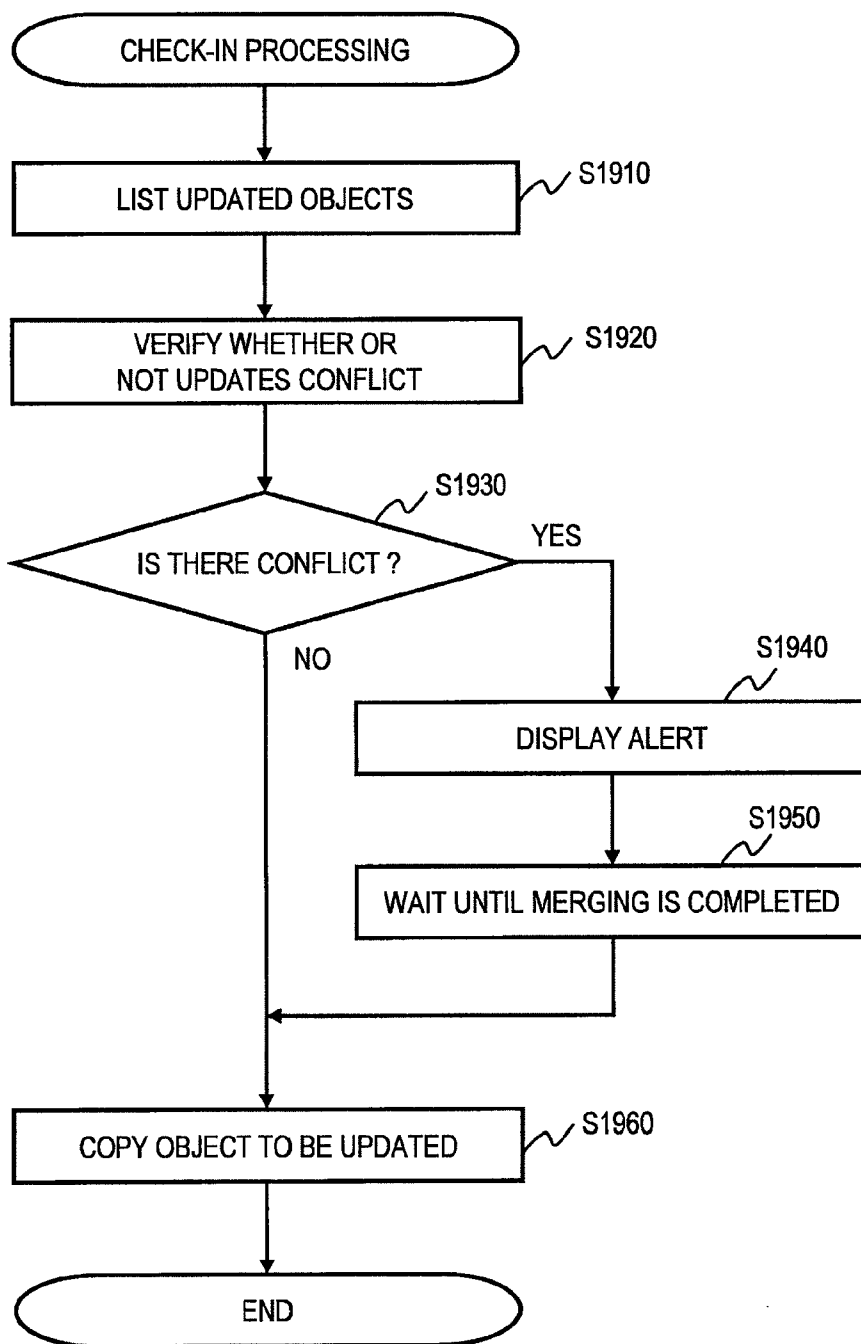 CHECK-IN PROCESSING
LIST UPDATED OBJECTS
S1910
VERIFY WHETHER OR
NOT UPDATES CONFLICT
S1920
S1930
IS THERE CONFLICT ?
YES
NO
S1940
DISPLAY ALERT
S1950
WAIT UNTIL MERGING IS COMPLETED
COPY OBJECT TO BE UPDATED
S1960
END